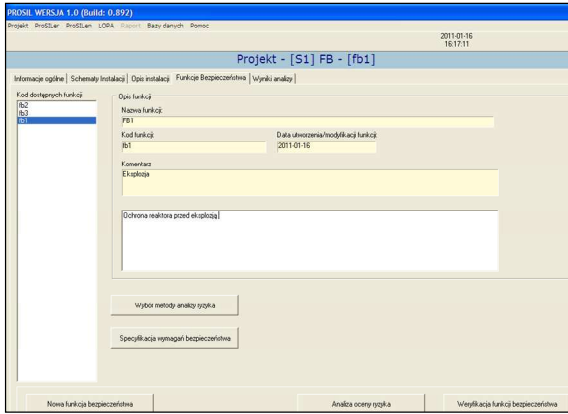 PROSIL WERSJA 1.0 (Build: 0.892)
Projekt ProSILer ProSILen LOPA Raport Bazy danych Pomoc
2011-01-16
16:17:11
Projekt - [S1] FB - [fb1]
Informacje ogólne Schematy Instalacji Opis instalacji Funkcje Bezpieczeństwa Wyniki analizy
Kod dostępnych funkcji
fb2
fb3
fb1
Opis funkcji
Nazwa funkcji:
FB1
Kod funkcji: Data utworzenia/modyfikacji funkcji:
fb1 2011-01-16
Komentarz
Eksplozja
Ochrona reaktora przed eksplozją
Wybór metody analizy ryzyka
Specyfikacja wymagań bezpieczeństwa
Nowa funkcja bezpieczeństwa Analiza oceny ryzyka Weryfikacja funkcji bezpieczeństwa